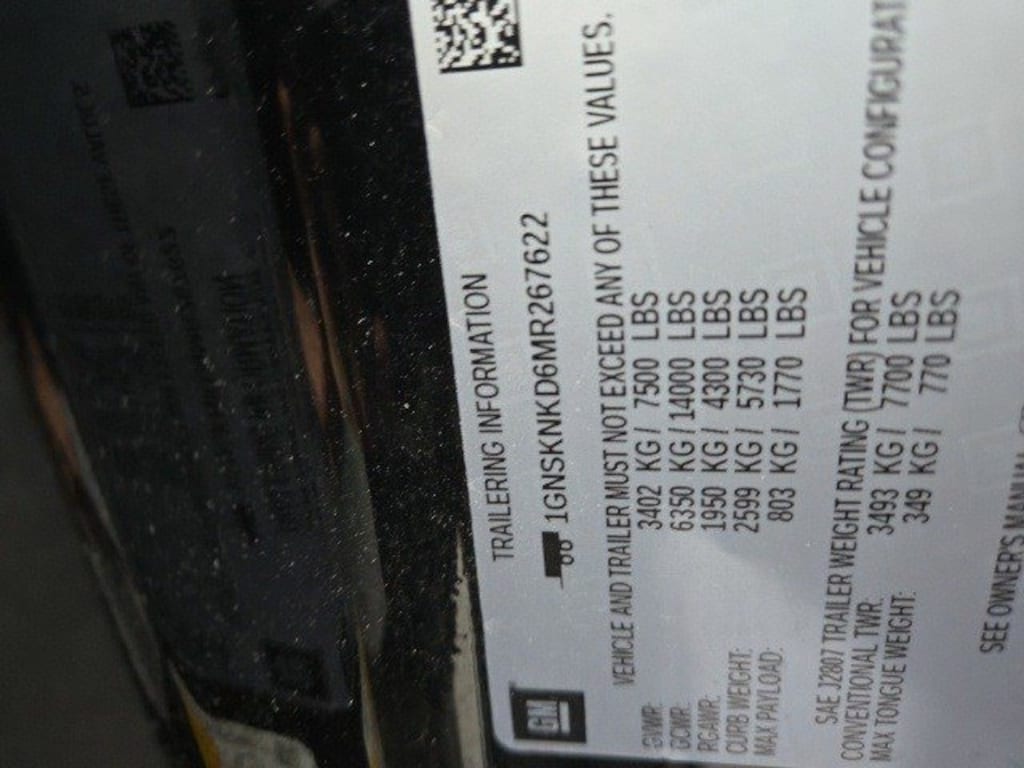 GM
TRAILERING INFORMATION
1GNSKNKD6MR267622
VEHICLE AND TRAILER MUST NOT EXCEED ANY OF THESE VALUES.
GVWR: 3402 KG / 7500 LBS
GCWR: 6350 KG / 14000 LBS
RGAWR: 1950 KG / 4300 LBS
CURB WEIGHT: 2599 KG / 5730 LBS
MAX PAYLOAD: 803 KG / 1770 LBS
SAE J2807 TRAILER WEIGHT RATING (TWR) FOR VEHICLE CONFIGURAT
CONVENTIONAL TWR: 3493 KG / 7700 LBS
MAX TONGUE WEIGHT: 349 KG / 770 LBS
SEE OWNER'S MANUAL